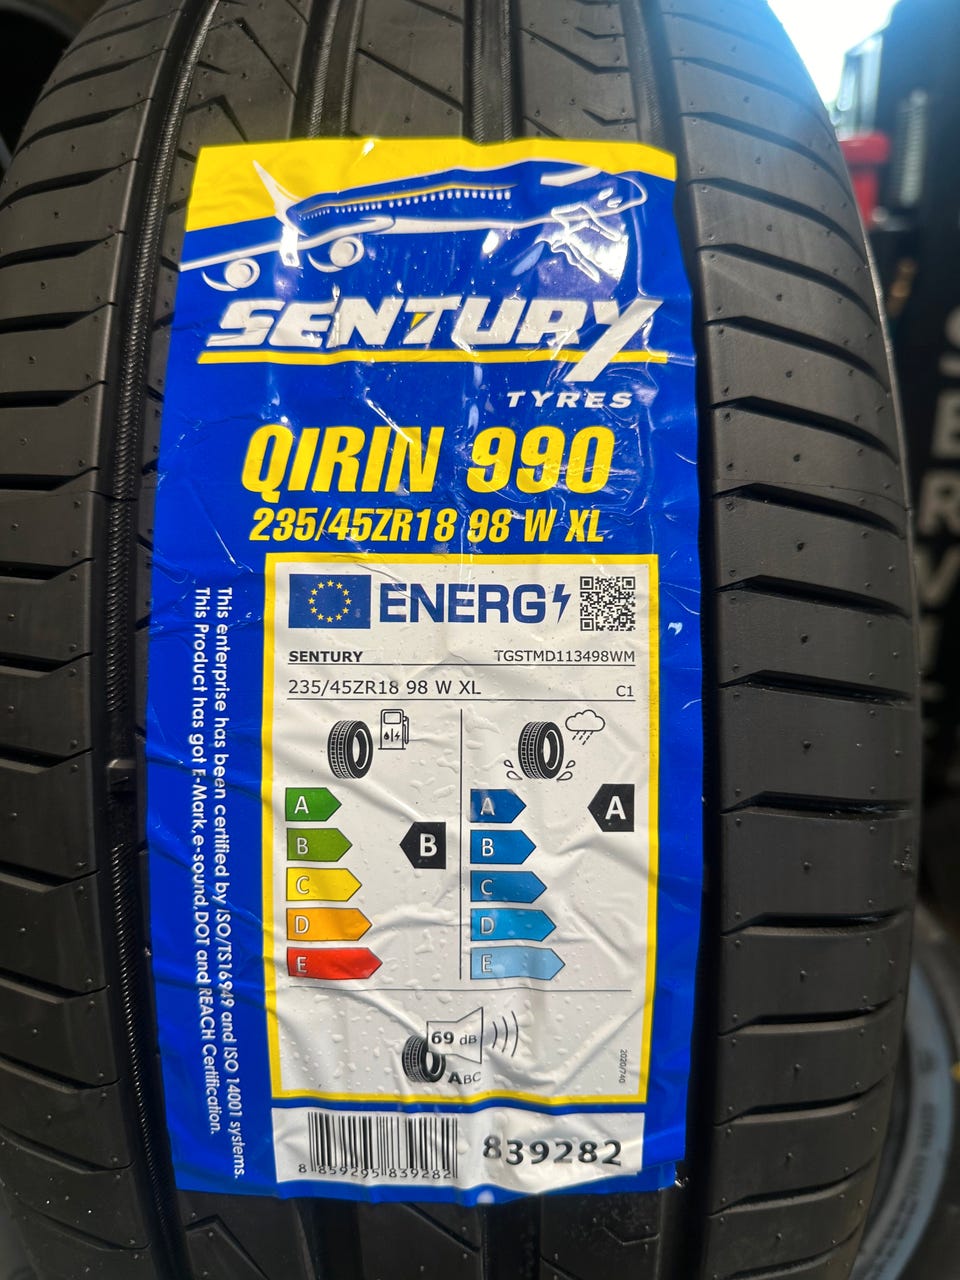 SENTURY
TYRES
QIRIN 990
235/45ZR18 98 W XL
ENERG
SENTURY TGSTMD113498WM
235/45ZR18 98 W XL C1
A A A
B B B
C C
D D
E E
69 dB
ABC
2020/740
This enterprise has been certified by ISO/TS16949 and ISO 14001 systems.
This Product has got E-Mark,e-sound,DOT and REACH Certification.
8 859295 839282
839282